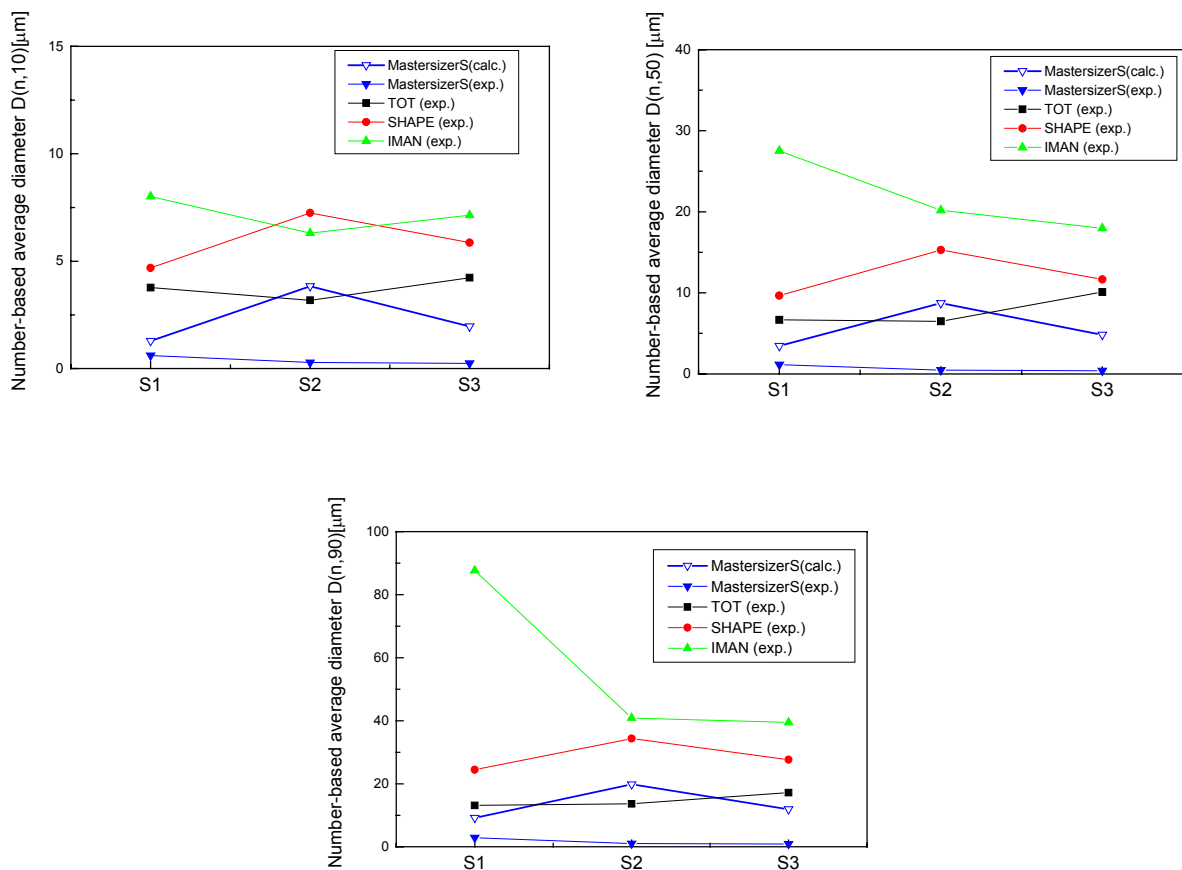 Number-based average diameter D(n,10)[μm]
15
10
5
0
S1
S2
S3
MastersizerS(calc.)
MastersizerS(exp.)
TOT (exp.)
SHAPE (exp.)
IMAN (exp.)
Number-based average diameter D(n,50) [μm]
40
30
20
10
0
S1
S2
S3
MastersizerS(calc.)
MastersizerS(exp.)
TOT (exp.)
SHAPE (exp.)
IMAN (exp.)
Number-based average diameter D(n,90)[μm]
100
80
60
40
20
0
S1
S2
S3
MastersizerS(calc.)
MastersizerS(exp.)
TOT (exp.)
SHAPE (exp.)
IMAN (exp.)